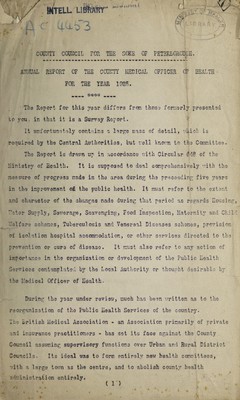 INTELL LIBRARY
AC 4453
COUNTY COUNCIL FOR THE SOKE OF PETERBOROUGH.
ANNUAL REPORT OF THE COUNTY MEDICAL OFFICER OF HEALTH
FOR THE YEAR
---- 0000 ----
The Report for this year differs from those formerly presented
to you, in that it is a Survey Report.
It unfortunately contains a large mass of detail, which is
required by the Central Authorities, but well known to the Committee.
The Report is drawn up in accordance with Circular of the
Ministry of Health. It is supposed to deal comprehensively with the
measure of progress made in the area during the preceding five years
in the improvement of the public health. It must refer to the extent
and character of the changes made during that period as regards Housing,
Water Supply, Sewerage, Scavenging, Food Inspection, Maternity and Child
Welfare schemes, Tuberculosis and Venereal Diseases schemes, provision
of isolation hospital accommodation, or other services directed to the
prevention or cure of disease. It must also refer to any action of
importance in the organisation or development of the Public Health
Services contemplated by the Local Authority or thought desirable by
the Medical Officer of Health.
During the year under review, much has been written as to the
reorganisation of the Public Health Services of the country.
The British Medical Association - an Association primarily of private
and insurance practitioners - has set its face against the County
Council assuming supervisory functions over Urban and Rural District
Councils. Its ideal was to form entirely new health committees,
with a large town as the centre, and to abolish county health
administration entirely.
( 1 )